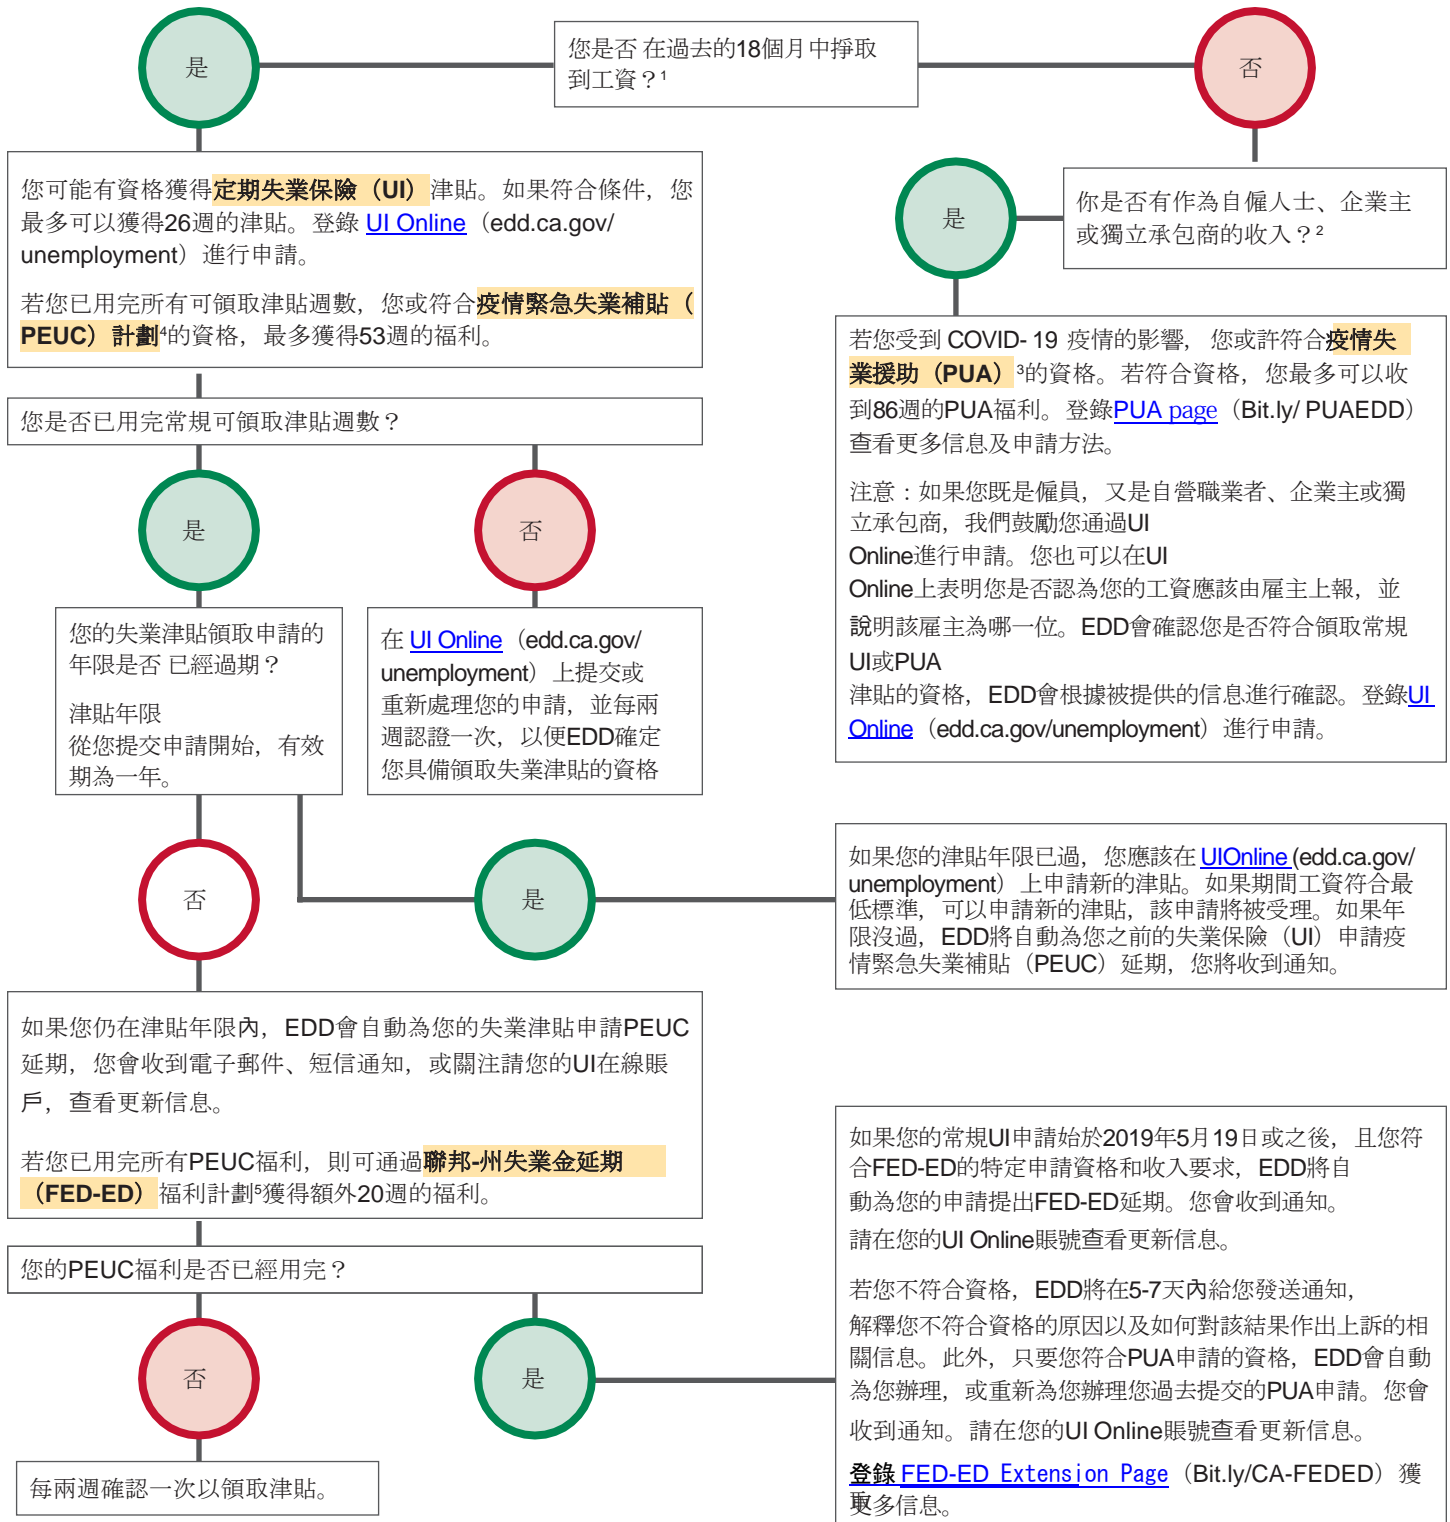 是
您是否 在過去的18個月中掙取
到工資？¹
否
您可能有資格獲得定期失業保險（UI）津貼。如果符合條件，您
最多可以獲得26週的津貼。登錄 UI Online（edd.ca.gov/
unemployment）進行申請。
若您已用完所有可領取津貼週數，您或符合疫情緊急失業補貼（
PEUC）計劃⁴的資格，最多獲得53週的福利。
是
你是否有作為自僱人士、企業主
或獨立承包商的收入？²
若您受到 COVID- 19 疫情的影響， 您或許符合疫情失
業援助（PUA）³的資格。若符合資格，您最多可以收
到86週的PUA福利。登錄PUA page（Bit.ly/ PUAEDD）
查看更多信息及申請方法。
注意：如果您既是僱員，又是自營職業者、企業主或獨
立承包商，我們鼓勵您通過UI
Online進行申請。您也可以在UI
Online上表明您是否認為您的工資應該由雇主上報，並
說明該雇主為哪一位。EDD會確認您是否符合領取常規
UI或PUA
津貼的資格，EDD會根據被提供的信息進行確認。登錄UI
Online（edd.ca.gov/unemployment）進行申請。
您是否已用完常規可領取津貼週數？
是
否
您的失業津貼領取申請的
年限是否 已經過期？
津貼年限
從您提交申請開始，有效
期為一年。
在 UI Online（edd.ca.gov/
unemployment）上提交或
重新處理您的申請，並每兩
週認證一次，以便EDD確定
您具備領取失業津貼的資格
否
是
如果您的津貼年限已過，您應該在 UIOnline (edd.ca.gov/
unemployment）上申請新的津貼。如果期間工資符合最
低標準，可以申請新的津貼，該申請將被受理。如果年
限沒過，EDD將自動為您之前的失業保險（UI）申請疫
情緊急失業補貼（PEUC）延期，您將收到通知。
如果您仍在津貼年限內，EDD會自動為您的失業津貼申請PEUC
延期，您會收到電子郵件、短信通知，或關注請您的UI在線賬
戶，查看更新信息。
若您已用完所有PEUC福利，則可通過聯邦-州失業金延期
（FED-ED）福利計劃⁵獲得額外20週的福利。
您的PEUC福利是否已經用完？
否
是
每兩週確認一次以領取津貼。
如果您的常規UI申請始於2019年5月19日或之後，且您符
合FED-ED的特定申請資格和收入要求，EDD將自
動為您的申請提出FED-ED延期。您會收到通知。
請在您的UI Online賬號查看更新信息。
若您不符合資格，EDD將在5-7天內給您發送通知，
解釋您不符合資格的原因以及如何對該結果作出上訴的相
關信息。此外，只要您符合PUA申請的資格，EDD會自動
為您辦理，或重新為您辦理您過去提交的PUA申請。您會
收到通知。請在您的UI Online賬號查看更新信息。
登錄 FED-ED Extension Page（Bit.ly/CA-FEDED）獲
取更多信息。